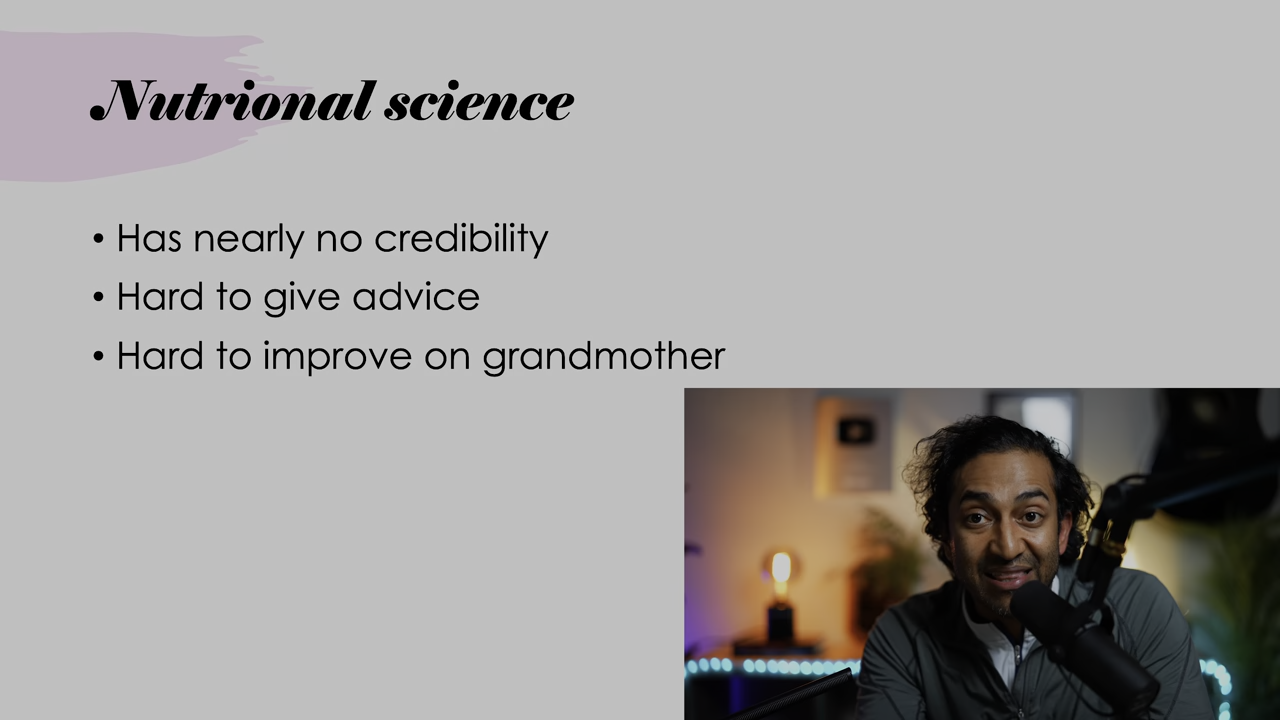 Nutrional science
• Has nearly no credibility
• Hard to give advice
• Hard to improve on grandmother